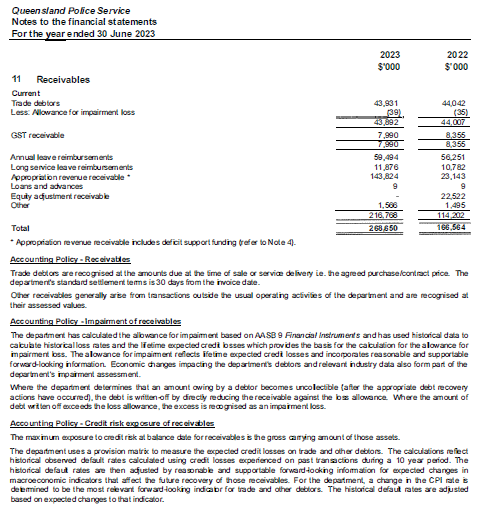 Queensland Police Service
Notes to the financial statements
For the year ended 30 June 2023
2023 2022
$'000 $'000
11 Receivables
Current
Trade debtors 43,931 44,042
Less: Allowance for impairment loss (39) (35)
43,892 44,007
GST receivable 7,990 8,355
7,990 8,355
Annual leave reimbursements 59,494 56,251
Long service leave reimbursements 11,876 10,782
Appropriation revenue receivable * 143,824 23,143
Loans and advances 9 9
Equity adjustment receivable - 22,522
Other 1,566 1,495
216,768 114,202
Total 268,650 166,564
* Appropriation revenue receivable includes deficit support funding (refer to Note 4).
Accounting Policy - Receivables
Trade debtors are recognised at the amounts due at the time of sale or service delivery i.e. the agreed purchase/contract price. The
department's standard settlement terms is 30 days from the invoice date.
Other receivables generally arise from transactions outside the usual operating activities of the department and are recognised at
their assessed values.
Accounting Policy - Impairment of receivables
The department has calculated the allowance for impairment based on AASB 9 Financial Instruments and has used historical data to
calculate historical loss rates and the lifetime expected credit losses which provides the basis for the calculation for the allowance for
impairment loss. The allowance for impairment reflects lifetime expected credit losses and incorporates reasonable and supportable
forward-looking information. Economic changes impacting the department's debtors and relevant industry data also form part of the
department's impairment assessment.
Where the department determines that an amount owing by a debtor becomes uncollectible (after the appropriate debt recovery
actions have occurred), the debt is written-off by directly reducing the receivable against the loss allowance. Where the amount of
debt written off exceeds the loss allowance, the excess is recognised as an impairment loss.
Accounting Policy - Credit risk exposure of receivables
The maximum exposure to credit risk at balance date for receivables is the gross carrying amount of those assets.
The department uses a provision matrix to measure the expected credit losses on trade and other debtors. The calculations reflect
historical observed default rates calculated using credit losses experienced on past transactions during a 10 year period. The
historical default rates are then adjusted by reasonable and supportable forward-looking information for expected changes in
macroeconomic indicators that affect the future recovery of those receivables. For the department, a change in the CPI rate is
determined to be the most relevant forward-looking indicator for trade and other debtors. The historical default rates are adjusted
based on expected changes to that indicator.